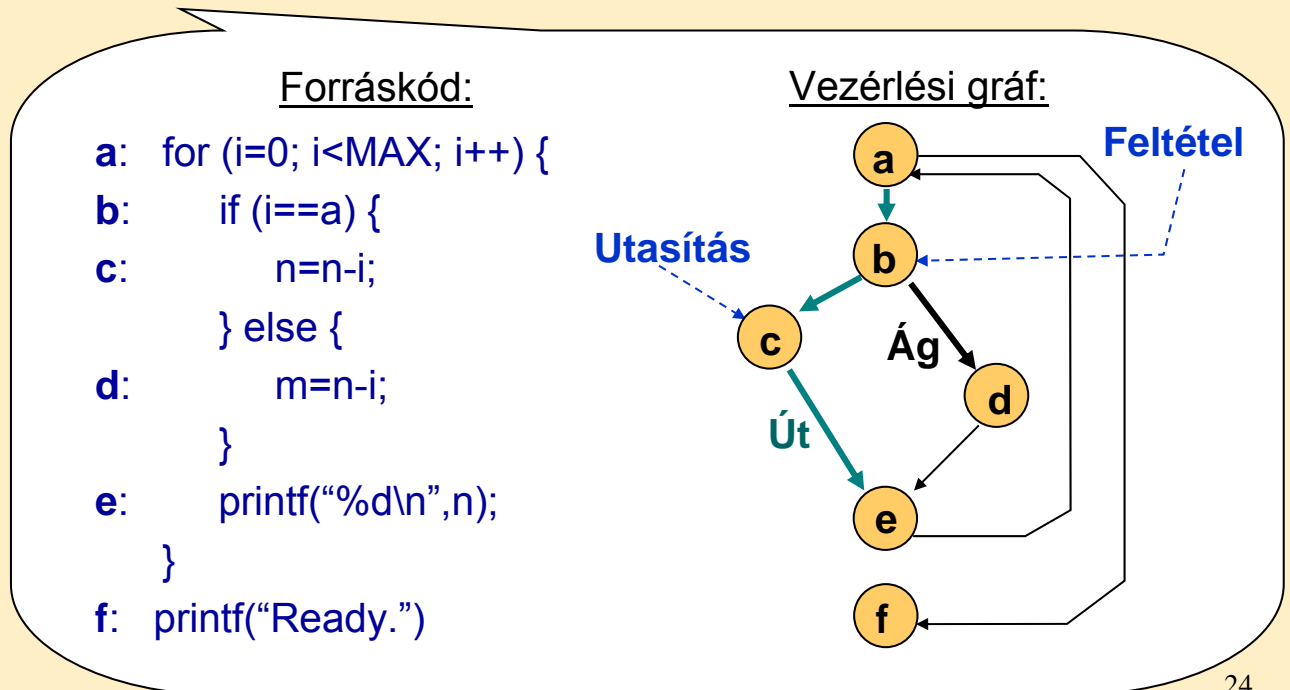 Forráskód:
a: for (i=0; i<MAX; i++) {
b: if (i==a) {
c: n=n-i;
} else {
d: m=n-i;
}
e: printf(“%d\n”,n);
}
f: printf(“Ready.”)
Vezérlési gráf:
a
Feltétel
Utasítás
b
c
Ág
d
Út
e
f
24